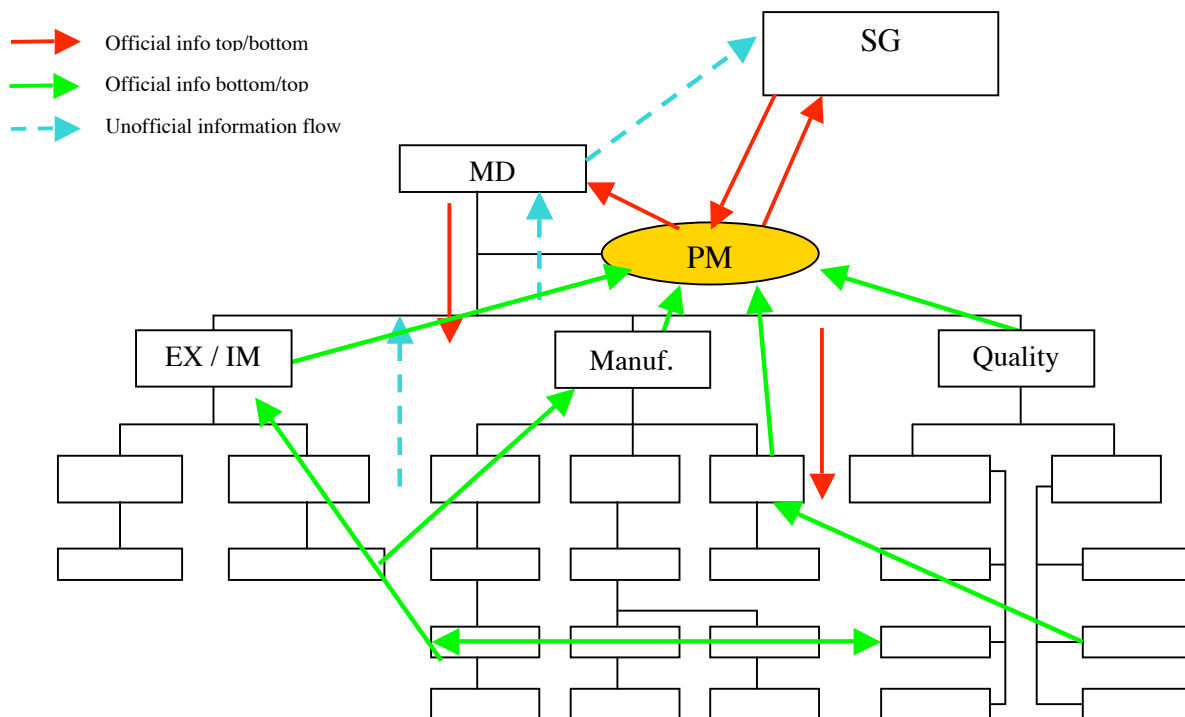 Official info top/bottom
Official info bottom/top
Unofficial information flow
SG
MD
PM
EX / IM
Manuf.
Quality